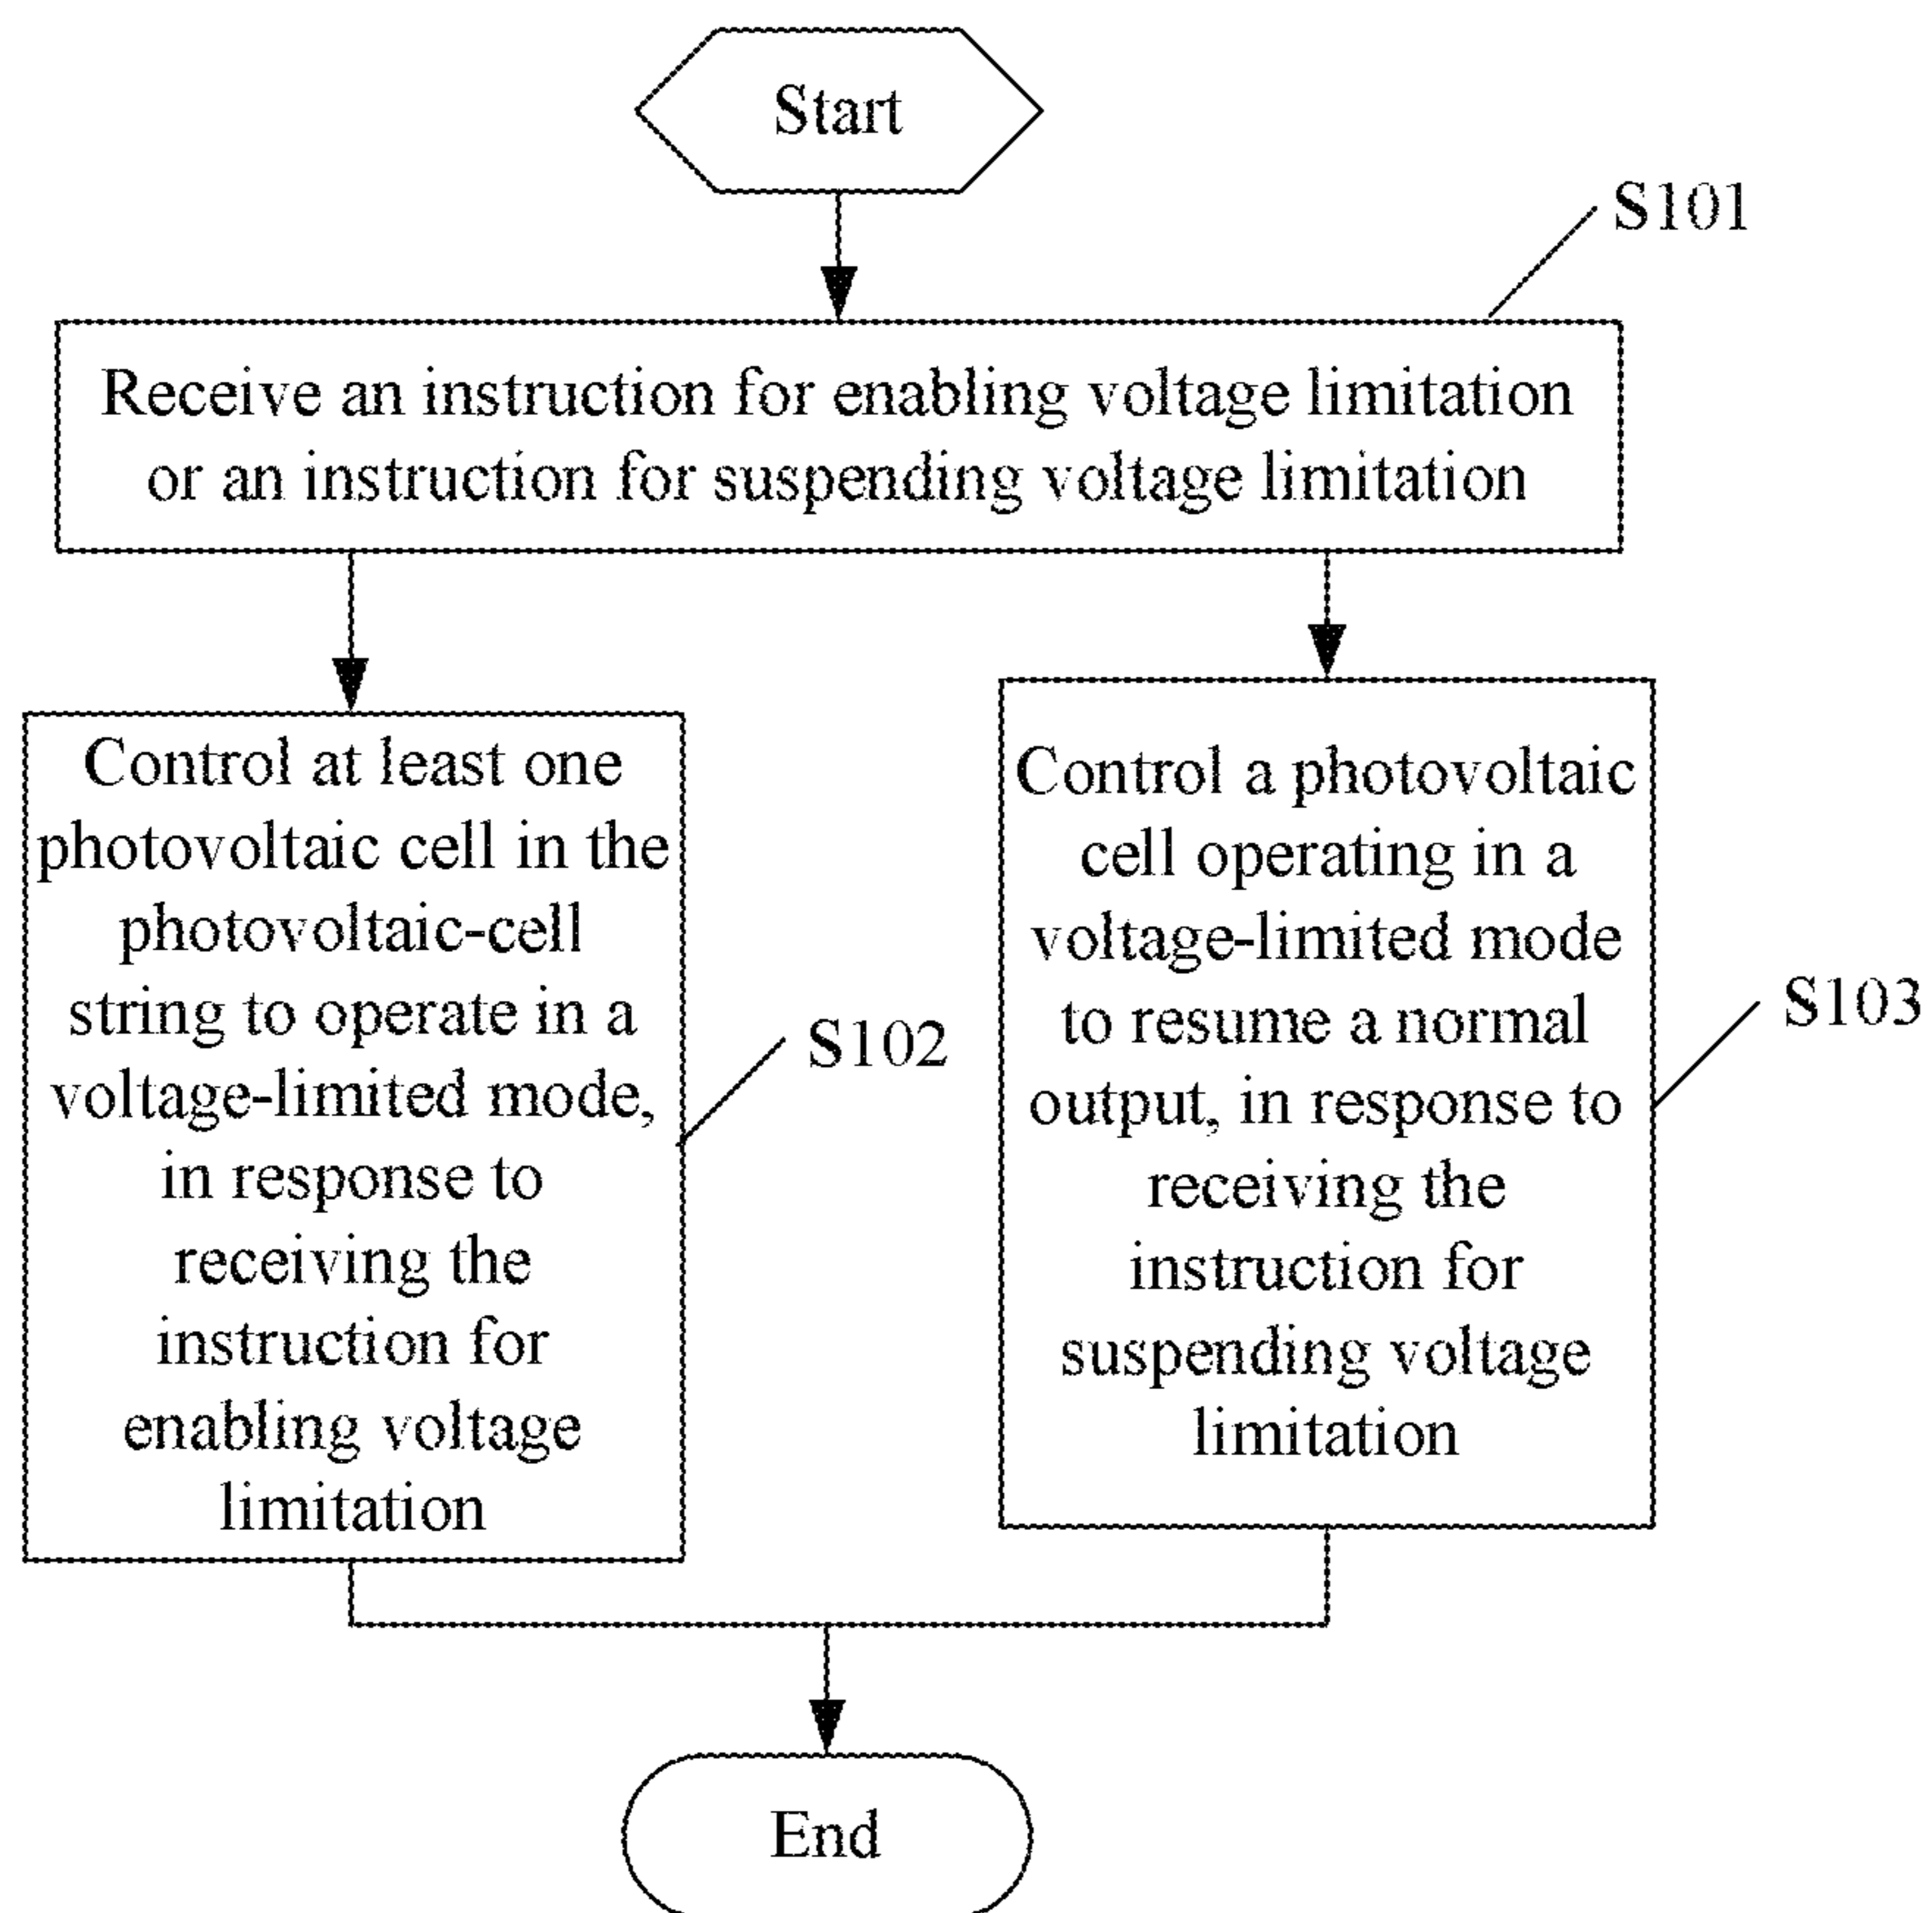 Start
S101
Receive an instruction for enabling voltage limitation
or an instruction for suspending voltage limitation
Control at least one
photovoltaic cell in the
photovoltaic-cell
string to operate in a
voltage-limited mode,
in response to
receiving the
instruction for
enabling voltage
limitation
S102
Control a photovoltaic
cell operating in a
voltage-limited mode
to resume a normal
output, in response to
receiving the
instruction for
suspending voltage
limitation
S103
End